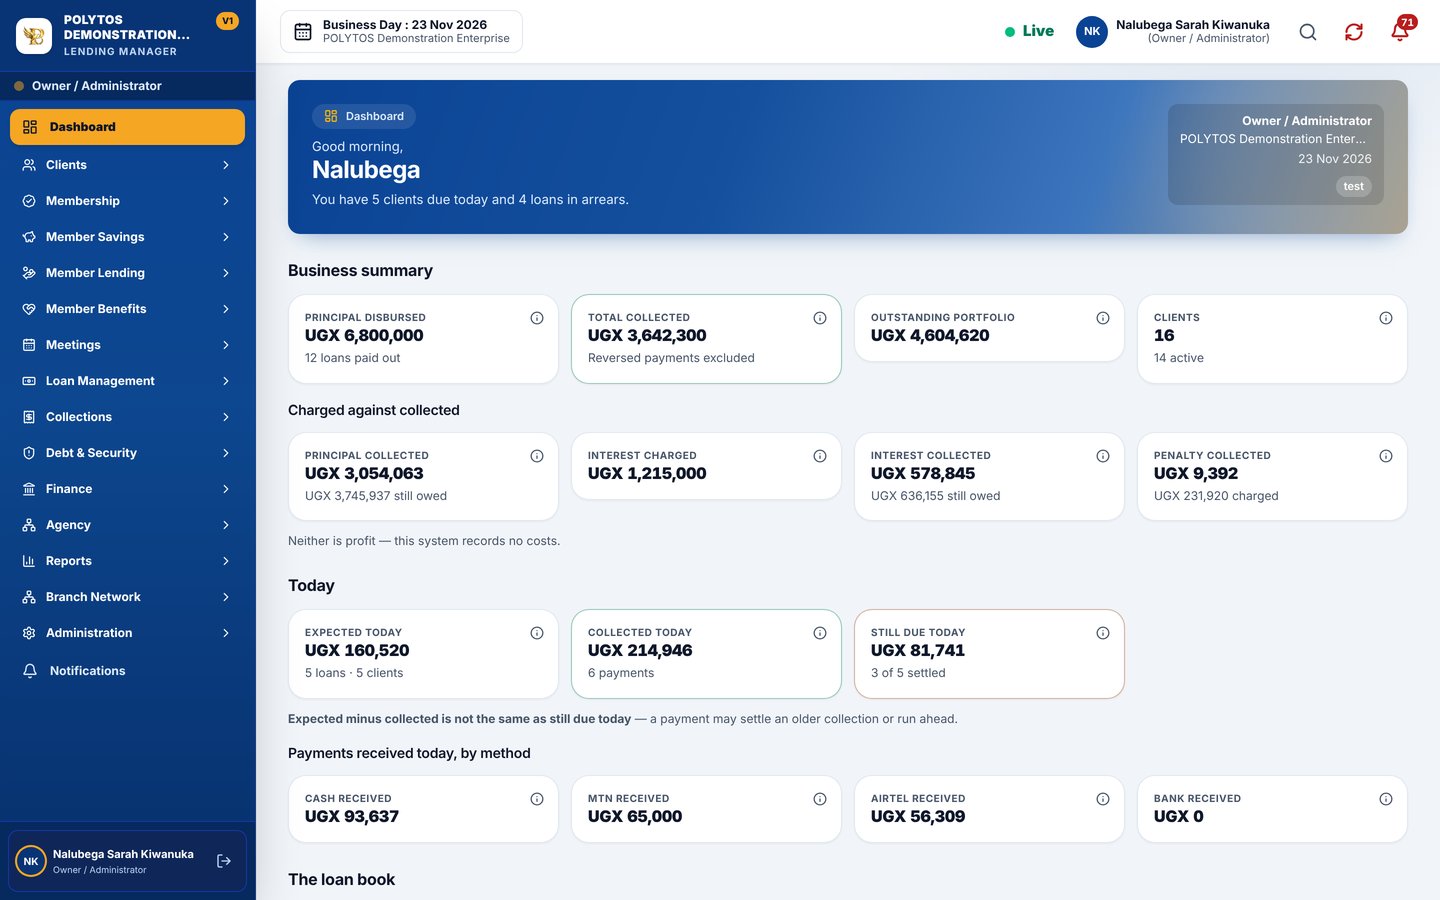 POLYTOS
DEMONSTRATION...
LENDING MANAGER
V1
Owner / Administrator
Dashboard
Clients
Membership
Member Savings
Member Lending
Member Benefits
Meetings
Loan Management
Collections
Debt & Security
Finance
Agency
Reports
Branch Network
Administration
Notifications
NK
Nalubega Sarah Kiwanuka
Owner / Administrator
Business Day : 23 Nov 2026
POLYTOS Demonstration Enterprise
Live
NK
Nalubega Sarah Kiwanuka
(Owner / Administrator)
71
Dashboard
Good morning,
Nalubega
You have 5 clients due today and 4 loans in arrears.
Owner / Administrator
POLYTOS Demonstration Enter...
23 Nov 2026
test
Business summary
PRINCIPAL DISBURSED
UGX 6,800,000
12 loans paid out
TOTAL COLLECTED
UGX 3,642,300
Reversed payments excluded
OUTSTANDING PORTFOLIO
UGX 4,604,620
CLIENTS
16
14 active
Charged against collected
PRINCIPAL COLLECTED
UGX 3,054,063
UGX 3,745,937 still owed
INTEREST CHARGED
UGX 1,215,000
INTEREST COLLECTED
UGX 578,845
UGX 636,155 still owed
PENALTY COLLECTED
UGX 9,392
UGX 231,920 charged
Neither is profit — this system records no costs.
Today
EXPECTED TODAY
UGX 160,520
5 loans · 5 clients
COLLECTED TODAY
UGX 214,946
6 payments
STILL DUE TODAY
UGX 81,741
3 of 5 settled
Expected minus collected is not the same as still due today — a payment may settle an older collection or run ahead.
Payments received today, by method
CASH RECEIVED
UGX 93,637
MTN RECEIVED
UGX 65,000
AIRTEL RECEIVED
UGX 56,309
BANK RECEIVED
UGX 0
The loan book